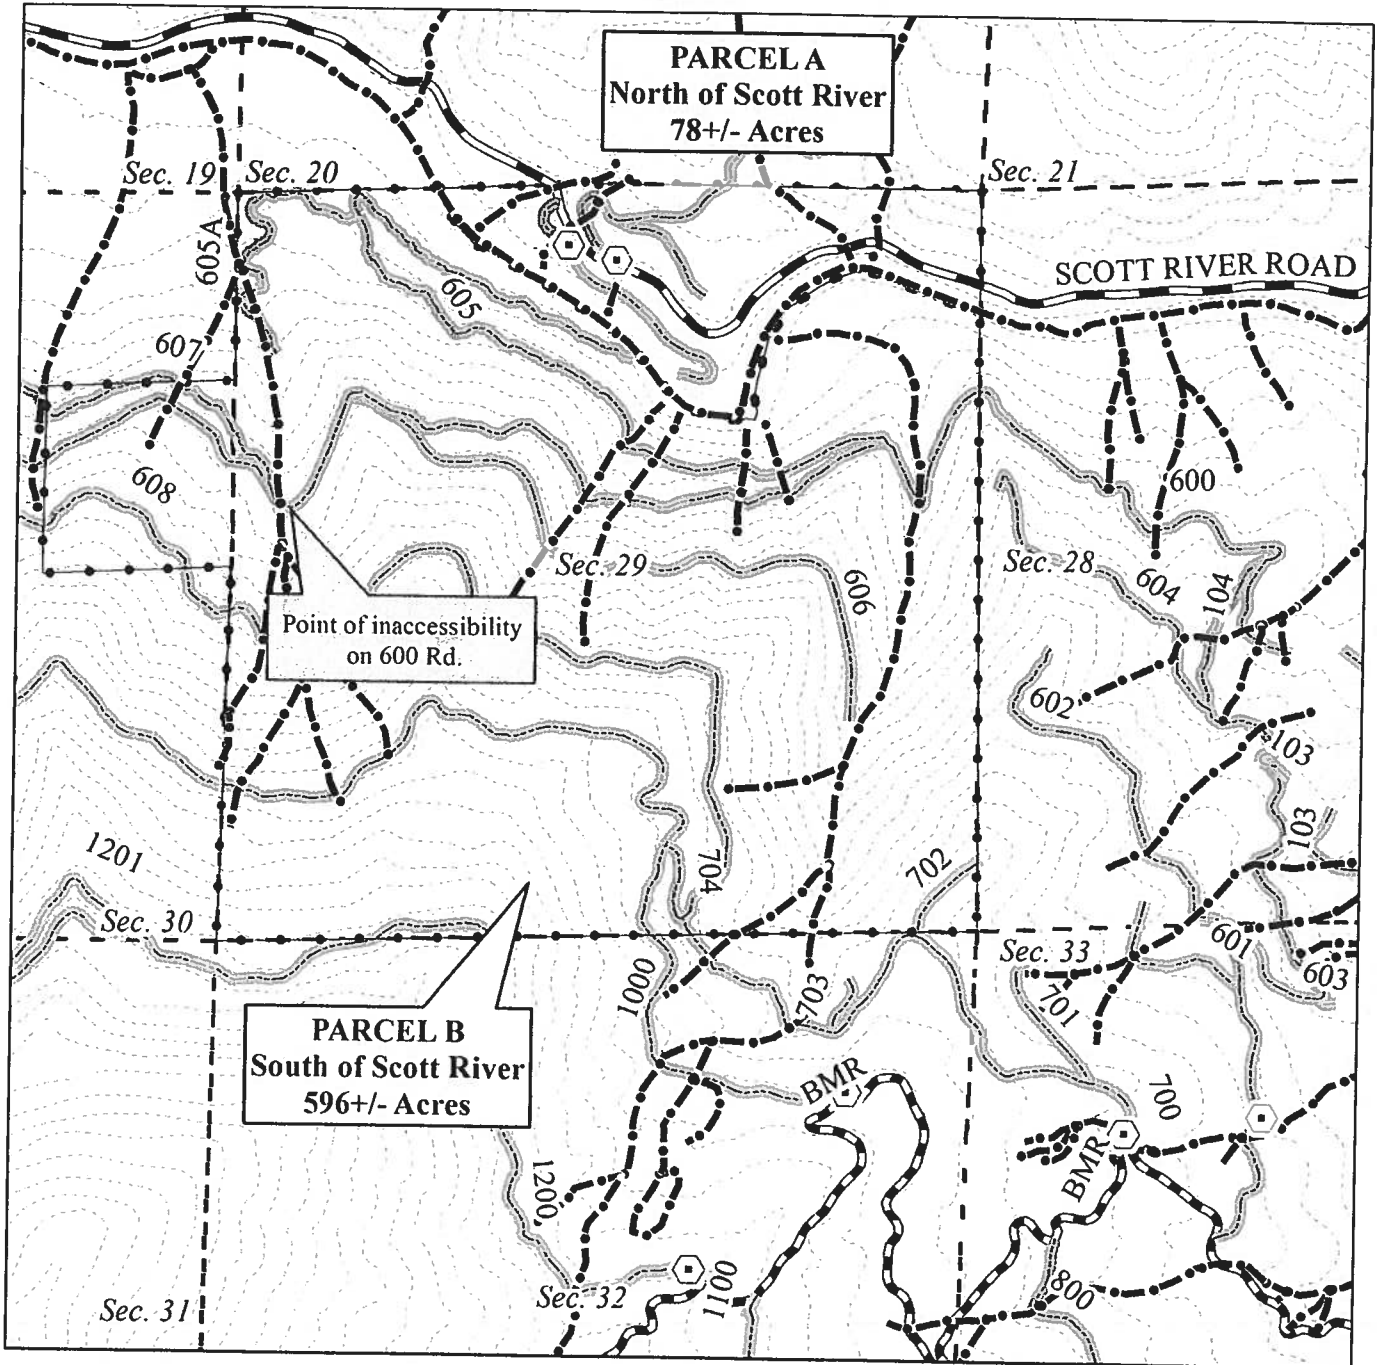 PARCEL A
North of Scott River
78+/- Acres
Sec. 19
Sec. 20
Sec. 21
605A
605
SCOTT RIVER ROAD
607
608
600
Sec. 29
606
Sec. 28
604
104
Point of inaccessibility
on 600 Rd.
602
103
103
1201
704
702
Sec. 30
601
Sec. 33
603
1000
703
701
PARCEL B
South of Scott River
596+/- Acres
BMR
700
BMR
1200
1100
800
Sec. 31
Sec. 32